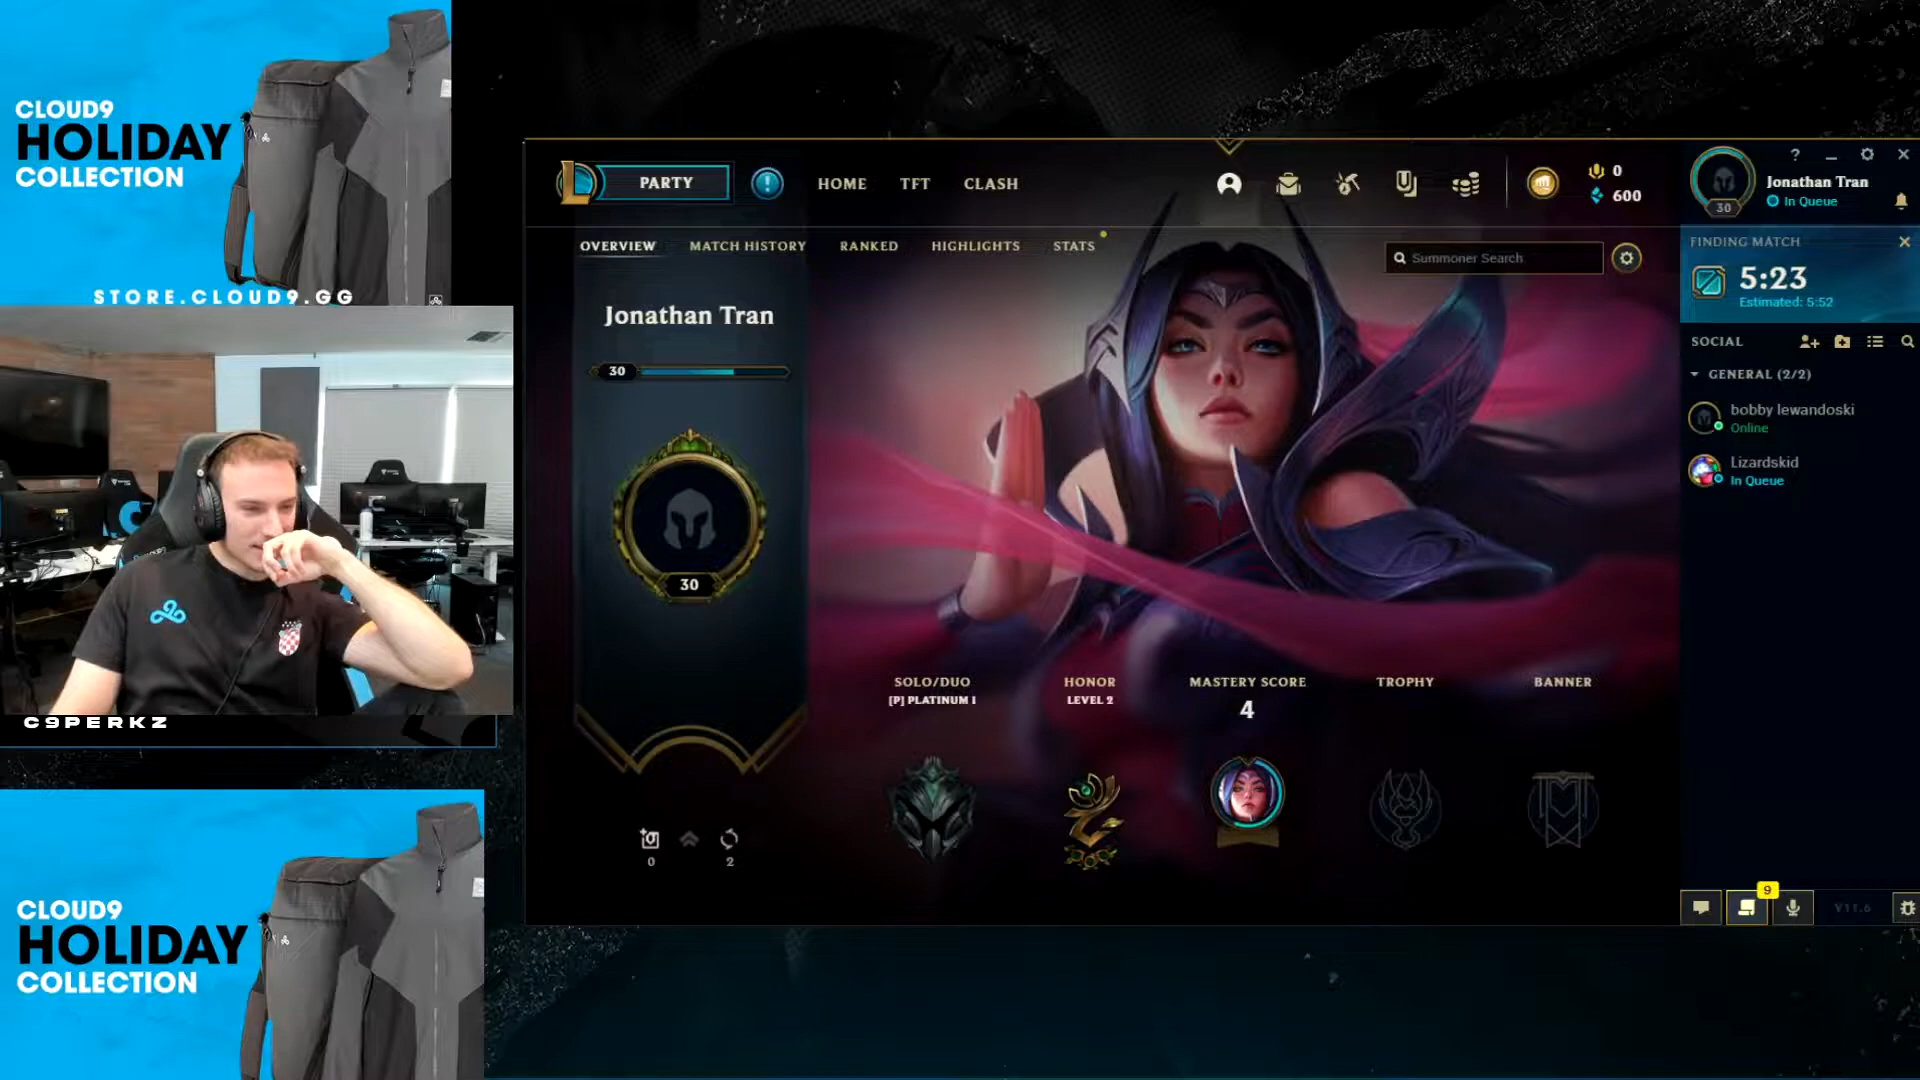 CLOUD9
HOLIDAY
COLLECTION
STORE.CLOUD9.GG
C9PERKZ
CLOUD9
HOLIDAY
COLLECTION
PARTY
HOME
TFT
CLASH
0
600
OVERVIEW
MATCH HISTORY
RANKED
HIGHLIGHTS
STATS
Summoner Search
Jonathan Tran
30
30
SOLO/DUO
[P] PLATINUM I
HONOR
LEVEL 2
MASTERY SCORE
4
TROPHY
BANNER
0
2
30
Jonathan Tran
In Queue
FINDING MATCH
5:23
Estimated: 5:52
SOCIAL
GENERAL (2/2)
bobby lewandoski
Online
Lizardskid
In Queue
9
V11.6